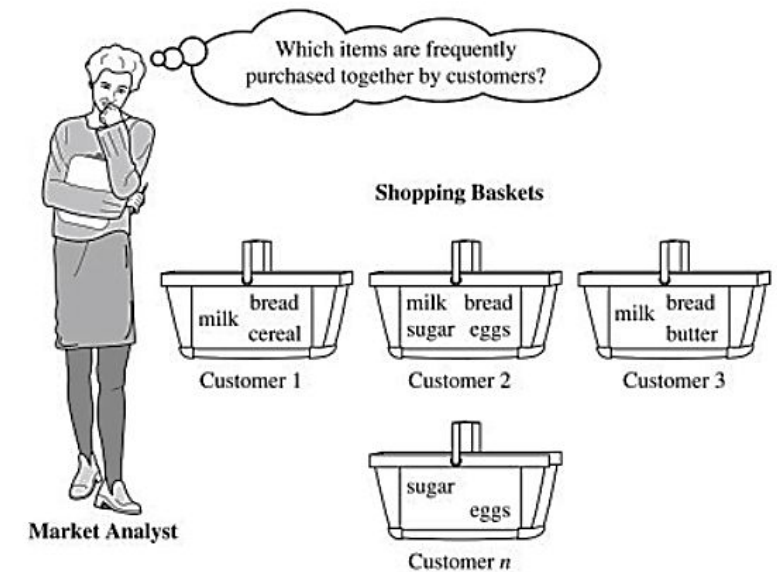 Which items are frequently
purchased together by customers?
Shopping Baskets
milk bread
cereal
Customer 1
milk bread
sugar eggs
Customer 2
milk bread
butter
Customer 3
sugar
eggs
Customer n
Market Analyst